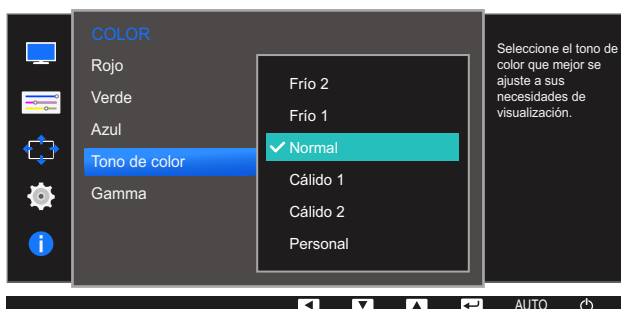 COLOR
Rojo
Verde
Azul
Tono de color
Gamma
Frío 2
Frío 1
Normal
Cálido 1
Cálido 2
Personal
Seleccione el tono de
color que mejor se
ajuste a sus
necesidades de
visualización.
AUTO